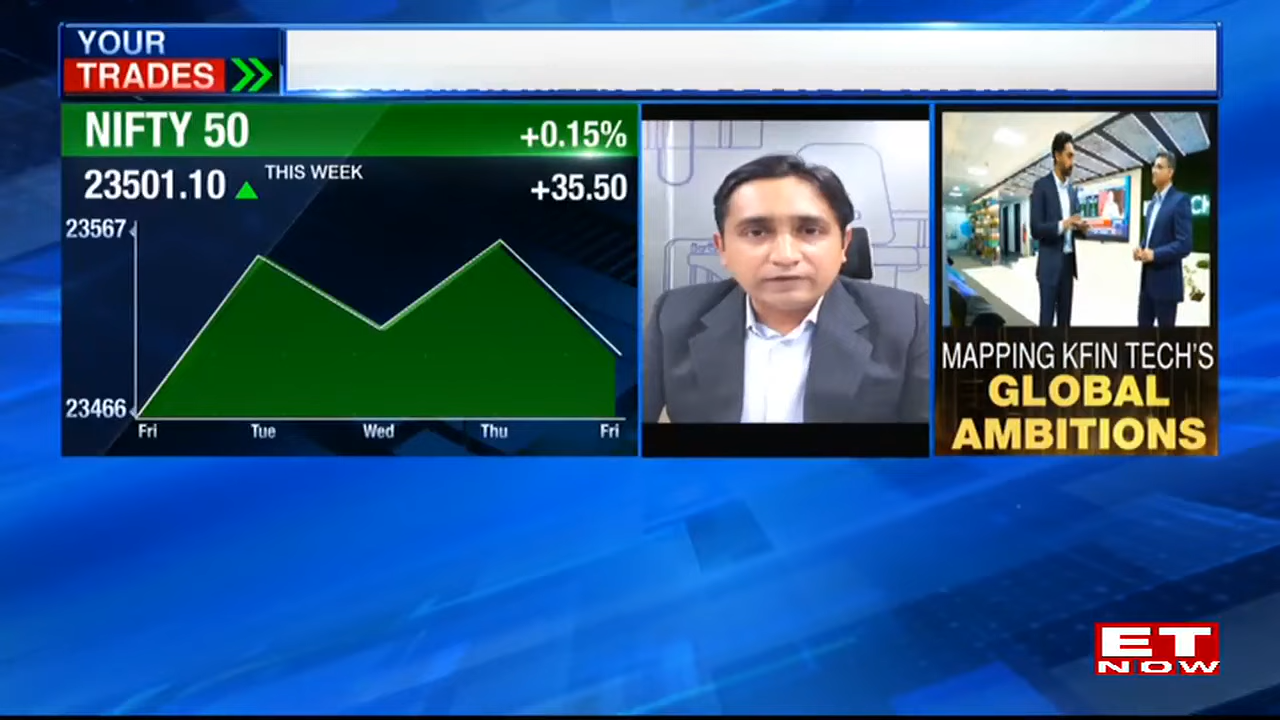 YOUR
TRADES
NIFTY 50 +0.15%
23501.10 THIS WEEK +35.50
23567
23466
Fri Tue Wed Thu Fri
MAPPING KFIN TECH'S
GLOBAL
AMBITIONS
ET
NOW